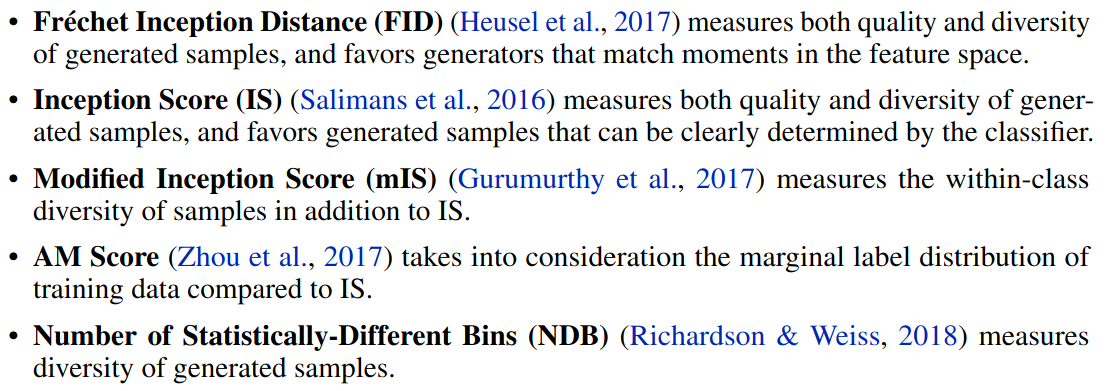 • Fréchet Inception Distance (FID) (Heusel et al., 2017) measures both quality and diversity
of generated samples, and favors generators that match moments in the feature space.
• Inception Score (IS) (Salimans et al., 2016) measures both quality and diversity of gener-
ated samples, and favors generated samples that can be clearly determined by the classifier.
• Modified Inception Score (mIS) (Gurumurthy et al., 2017) measures the within-class
diversity of samples in addition to IS.
• AM Score (Zhou et al., 2017) takes into consideration the marginal label distribution of
training data compared to IS.
• Number of Statistically-Different Bins (NDB) (Richardson & Weiss, 2018) measures
diversity of generated samples.